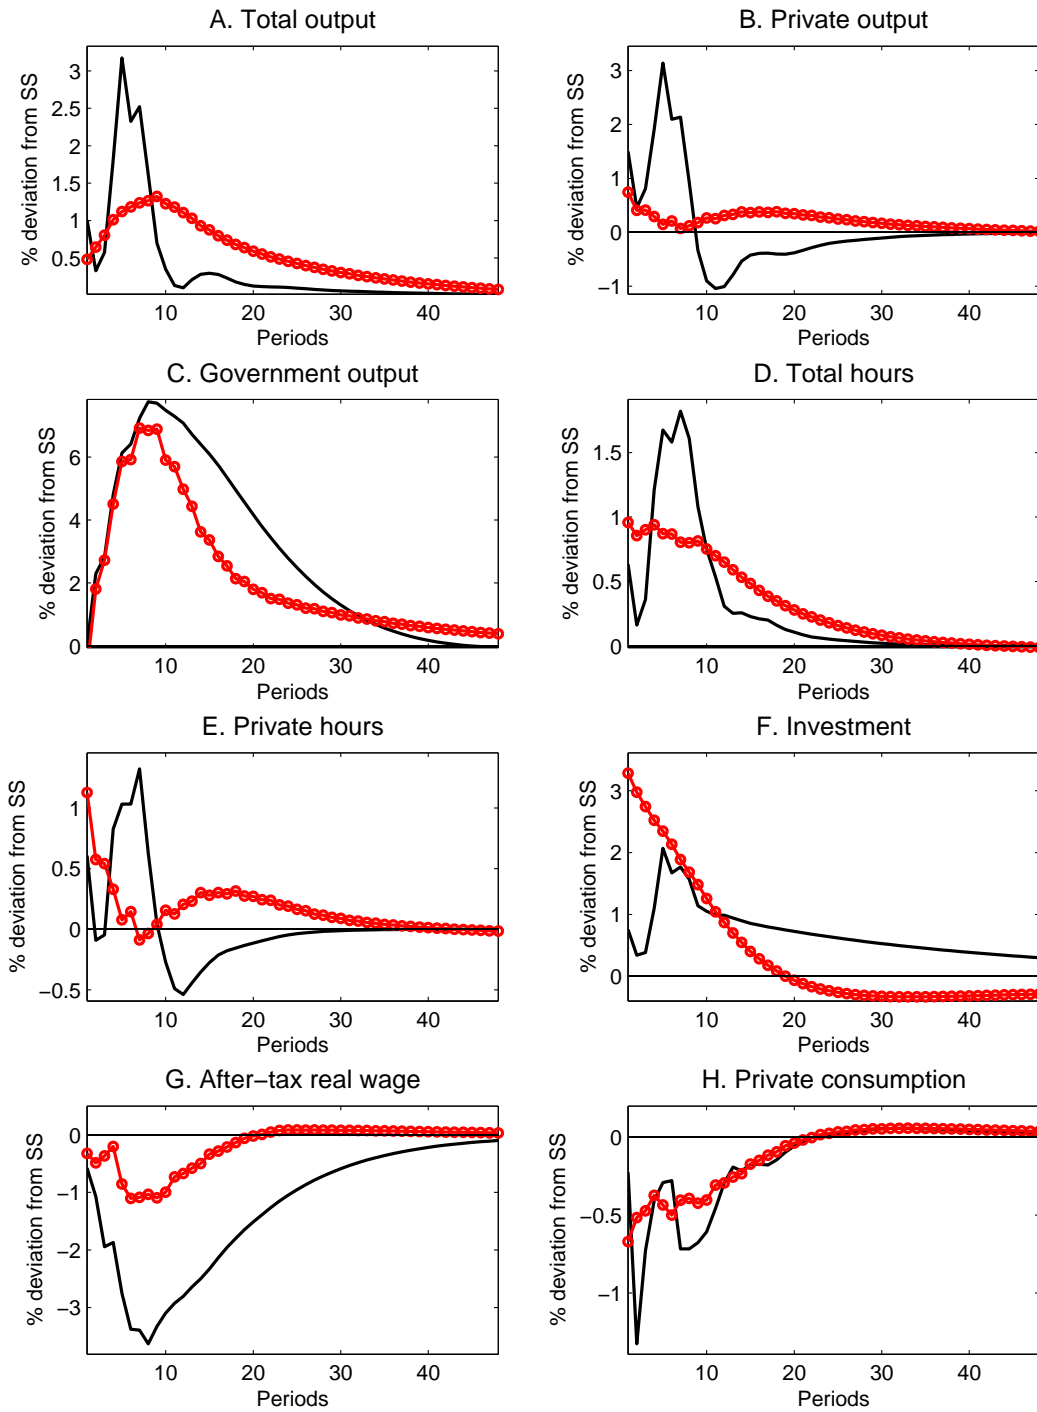 A. Total output
% deviation from SS
3
2.5
2
1.5
1
0.5
10
20
30
40
Periods
B. Private output
% deviation from SS
3
2
1
0
−1
10
20
30
40
Periods
C. Government output
% deviation from SS
6
4
2
0
10
20
30
40
Periods
D. Total hours
% deviation from SS
1.5
1
0.5
0
10
20
30
40
Periods
E. Private hours
% deviation from SS
1
0.5
0
−0.5
10
20
30
40
Periods
F. Investment
% deviation from SS
3
2
1
0
10
20
30
40
Periods
G. After−tax real wage
% deviation from SS
0
−1
−2
−3
10
20
30
40
Periods
H. Private consumption
% deviation from SS
0
−0.5
−1
10
20
30
40
Periods